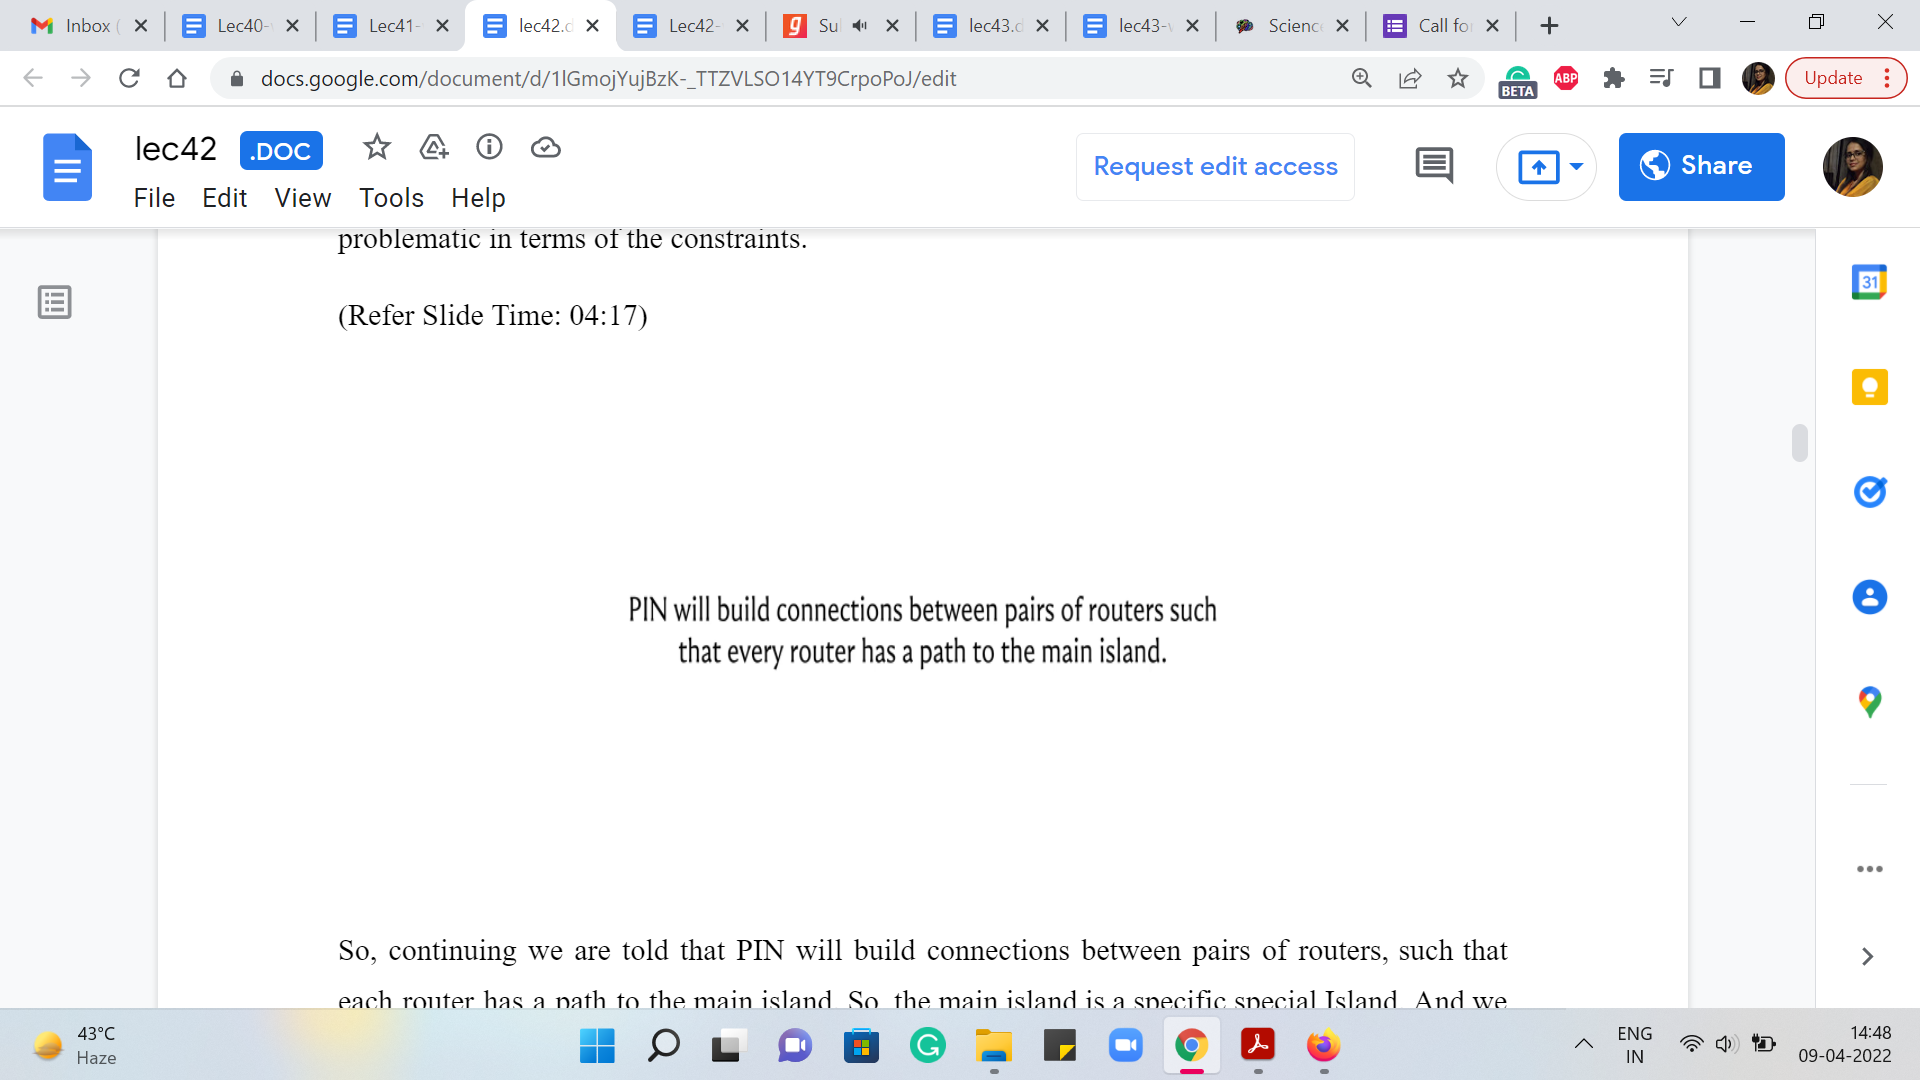 Inbox (
Lec40-
Lec41-
lec42.d
Lec42-
Su
lec43.d
lec43-v
Science
Call fo
docs.google.com/document/d/1lGmojYujBzK-_TTZVLSO14YT9CrpoPoJ/edit
BETA
ABP
Update
lec42 .DOC
Request edit access
Share
File Edit View Tools Help
problematic in terms of the constraints.
(Refer Slide Time: 04:17)
31
PIN will build connections between pairs of routers such
that every router has a path to the main island.
So, continuing we are told that PIN will build connections between pairs of routers, such that
each router has a path to the main island. So, the main island is a specific special Island. And we
43°C
Haze
ENG
IN
14:48
09-04-2022